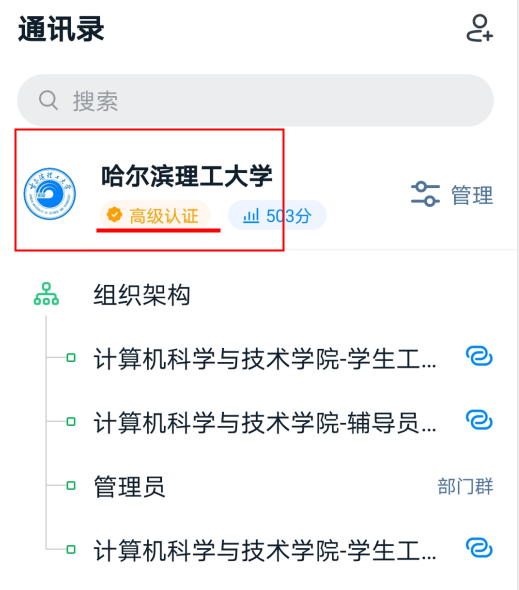 通讯录
搜索
哈尔滨理工大学
高级认证 503分
管理
组织架构
计算机科学与技术学院-学生工...
计算机科学与技术学院-辅导员...
管理员 部门群
计算机科学与技术学院-学生工...